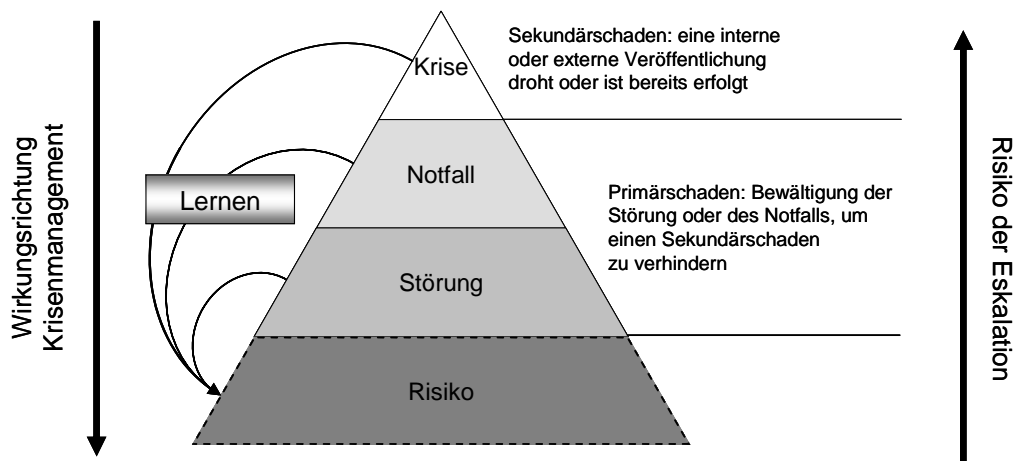 Wirkungsrichtung
Krisenmanagement
Krise
Sekundärschaden: eine interne
oder externe Veröffentlichung
droht oder ist bereits erfolgt
Notfall
Lernen
Primärschaden: Bewältigung der
Störung oder des Notfalls, um
einen Sekundärschaden
zu verhindern
Störung
Risiko
Risiko der Eskalation